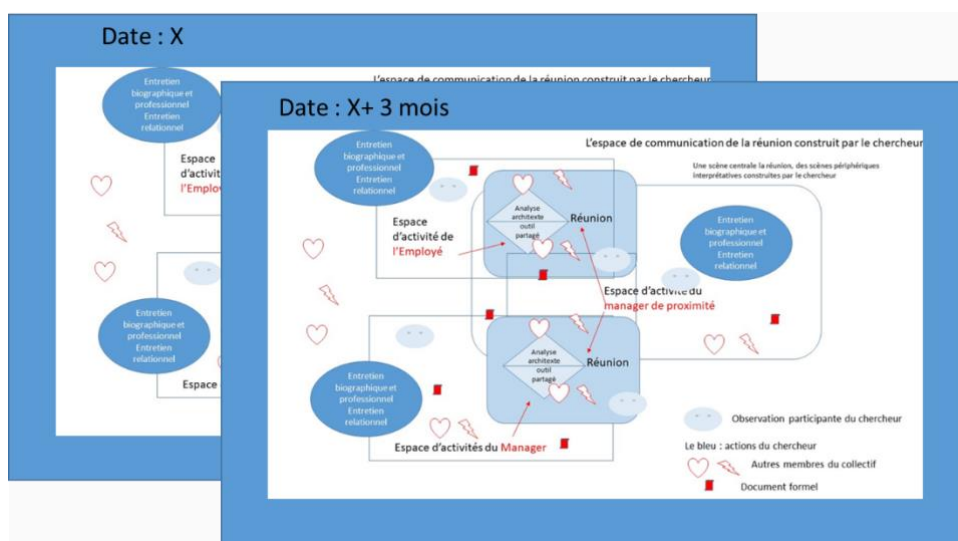 Date : X
Entretien
biographique et
professionnel
Entretien
relationnel
L'espace de communication de la réunion construit par le chercheur
Espace
d'activité de
l'Employ
Entretien
biographique et
professionnel
Entretien
relationnel
Espace
Date : X+ 3 mois
L'espace de communication de la réunion construit par le chercheur
Une scène centrale la réunion, des scènes périphériques
Interprétatives construites par le chercheur
Entretien
biographique et
professionnel
Entretien
relationnel
Analyse
architexte
outil
partagé
Réunion
Espace
d'activité de
l'Employé
Entretien
biographique et
professionnel
Entretien
relationnel
Espace d'activité du
manager de proximité
Analyse
architexte
outil
partagé
Réunion
Entretien
biographique et
professionnel
Entretien
relationnel
Espace d'activités du Manager
Observation participante du chercheur
Le bleu : actions du chercheur
Autres membres du collectif
Document formel